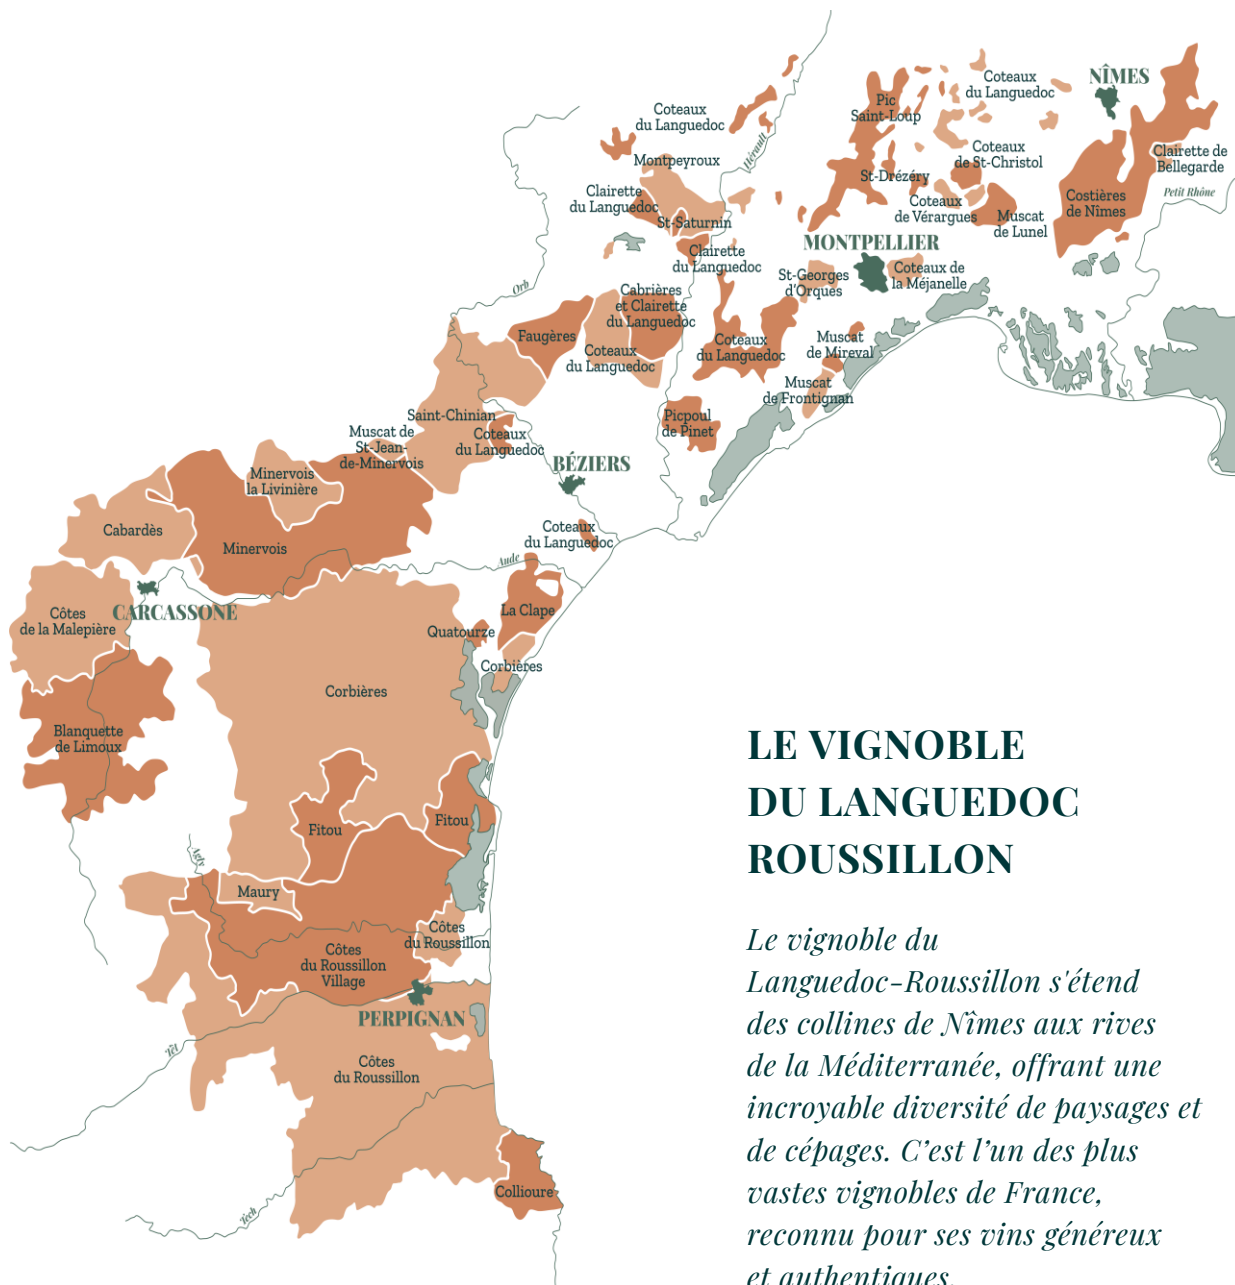 NÎMES
Coteaux
du Languedoc
Pic
Saint-Loup
Coteaux
du Languedoc
Hérault
Montpeyroux
Coteaux
de St-Christol
Clairette de
Bellegarde
St-Drézéry
Petit Rhône
Clairette
du Languedoc
Costières
de Nîmes
Coteaux
de Vérargues
Muscat
de Lunel
St-Saturnin
MONTPELLIER
Clairette
du Languedoc
St-Georges
d'Orques
Coteaux de
la Méjanelle
Orb
Cabrières
et Clairette
du Languedoc
Faugères
Coteaux
du Languedoc
Coteaux
du Languedoc
Muscat
de Mireval
Muscat
de Frontignan
Saint-Chinian
Picpoul
de Pinet
Muscat de
St-Jean-
de-Minervois
Coteaux
du Languedoc
BÉZIERS
Minervois
la Livinière
Cabardès
Minervois
Coteaux
du Languedoc
Aude
CARCASSONE
Côtes
de la Malepière
La Clape
Quatourze
Corbières
Corbières
Blanquette
de Limoux
Fitou
Fitou
Agly
Maury
Côtes
du Roussillon
Côtes
du Roussillon
Village
PERPIGNAN
Têt
Côtes
du Roussillon
Tech
Collioure
LE VIGNOBLE
DU LANGUEDOC
ROUSSILLON
Le vignoble du
Languedoc-Roussillon s'étend
des collines de Nîmes aux rives
de la Méditerranée, offrant une
incroyable diversité de paysages et
de cépages. C’est l’un des plus
vastes vignobles de France,
reconnu pour ses vins généreux
et authentiques.